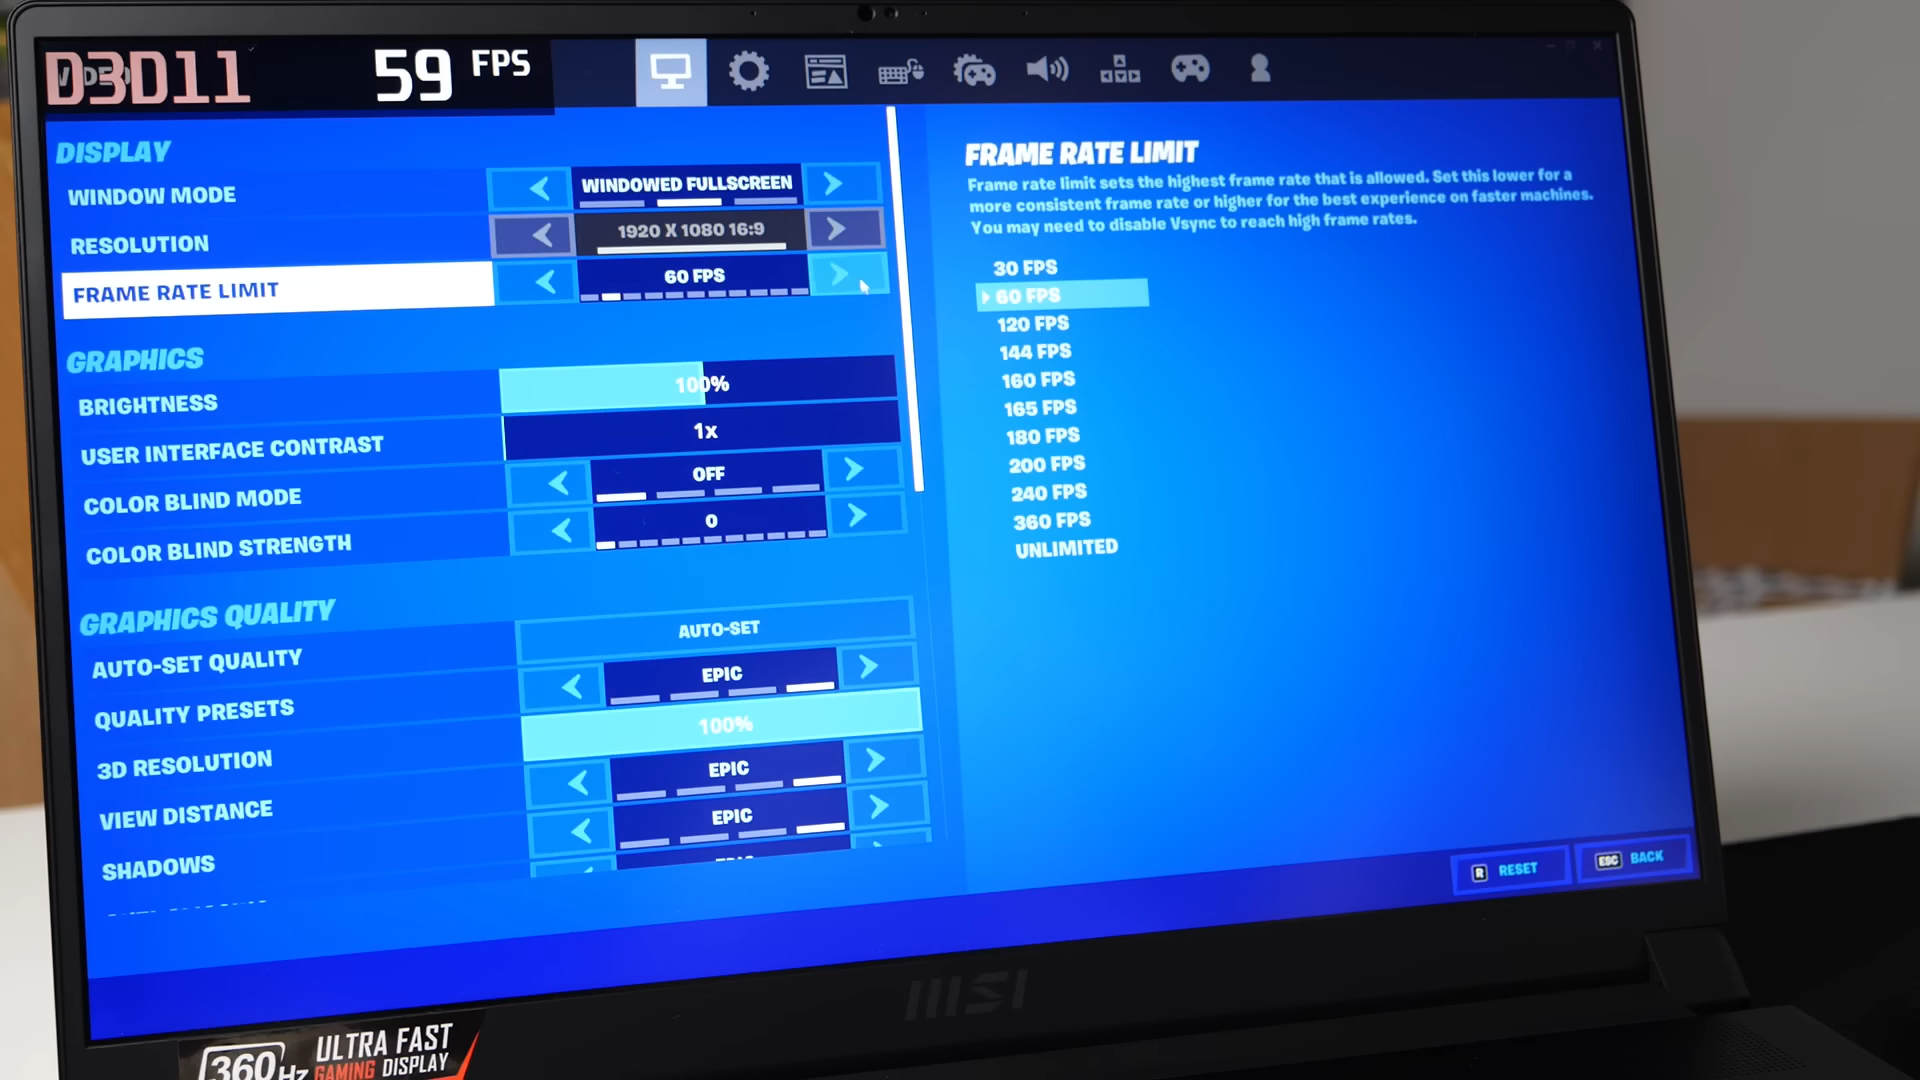 D3D11
59 FPS
DISPLAY
WINDOW MODE
WINDOWED FULLSCREEN
RESOLUTION
1920 X 1080 16:9
FRAME RATE LIMIT
60 FPS
GRAPHICS
BRIGHTNESS
100%
USER INTERFACE CONTRAST
1x
COLOR BLIND MODE
OFF
COLOR BLIND STRENGTH
0
GRAPHICS QUALITY
AUTO-SET QUALITY
AUTO-SET
QUALITY PRESETS
EPIC
3D RESOLUTION
100%
VIEW DISTANCE
EPIC
SHADOWS
EPIC
FRAME RATE LIMIT
Frame rate limit sets the highest frame rate that is allowed. Set this lower for a
more consistent frame rate or higher for the best experience on faster machines.
You may need to disable Vsync to reach high frame rates.
30 FPS
60 FPS
120 FPS
144 FPS
160 FPS
165 FPS
180 FPS
200 FPS
240 FPS
360 FPS
UNLIMITED
R RESET
ESC BACK
msi
360Hz
ULTRA FAST
GAMING DISPLAY